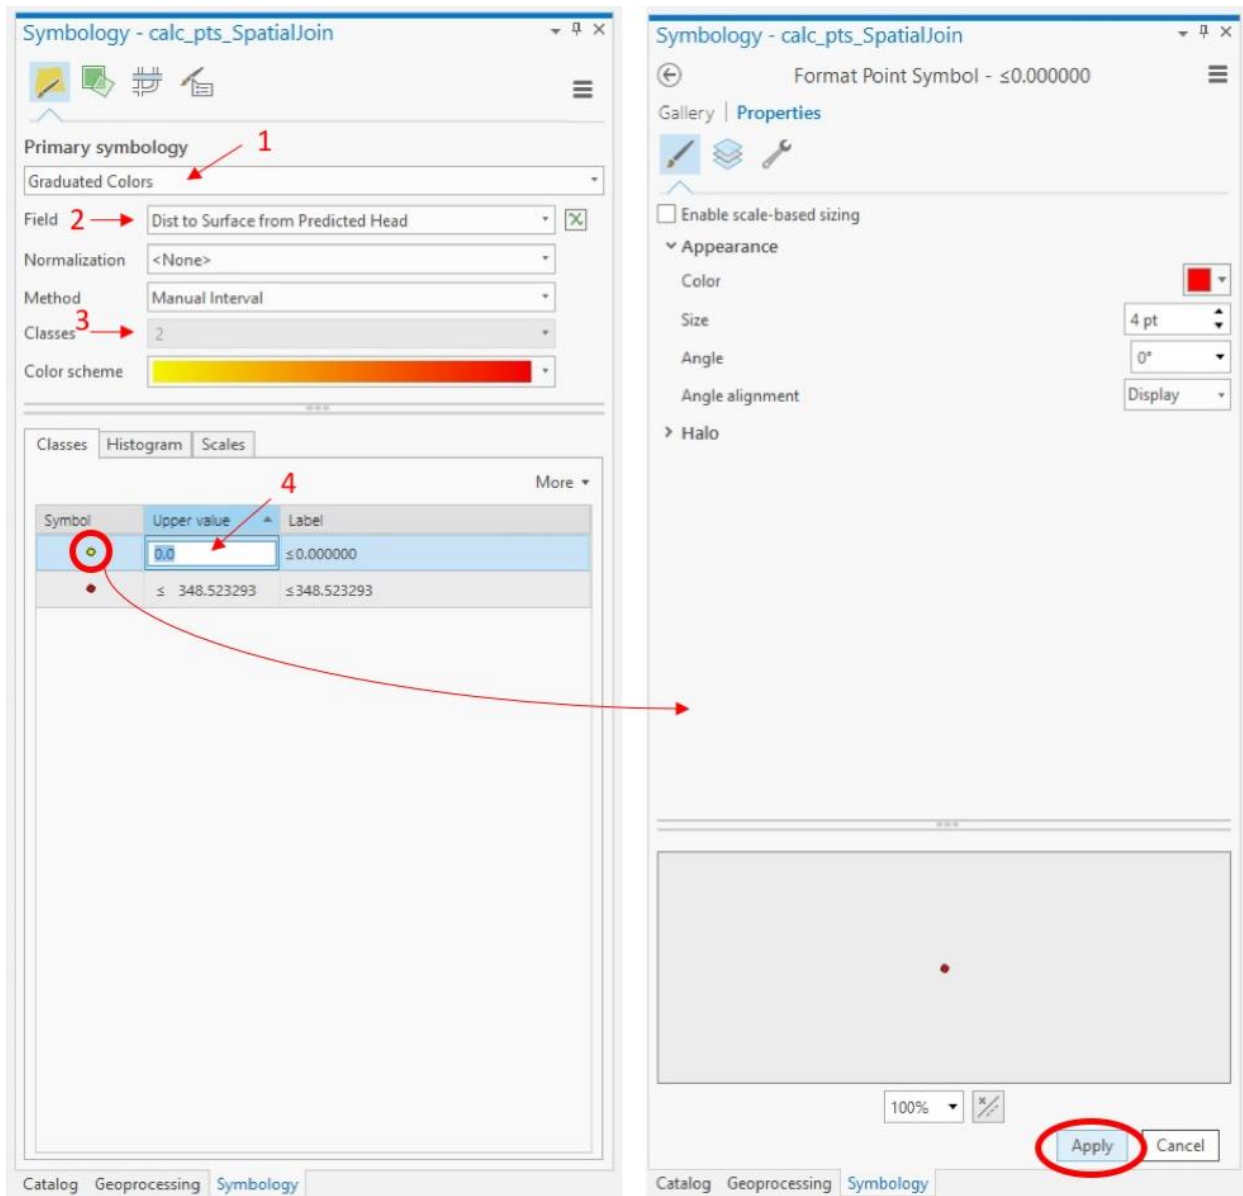 Symbology - calc_pts_SpatialJoin
Primary symbology
1
Graduated Colors
Field 2 Dist to Surface from Predicted Head
Normalization <None>
Method Manual Interval
3
Classes 2
Color scheme
Classes Histogram Scales
More
4
Symbol Upper value Label
0.0 ≤0.000000
≤ 348.523293 ≤348.523293
Catalog Geoprocessing Symbology
Symbology - calc_pts_SpatialJoin
Format Point Symbol - ≤0.000000
Gallery | Properties
Enable scale-based sizing
Appearance
Color
Size 4 pt
Angle 0°
Angle alignment Display
Halo
100%
Apply Cancel
Catalog Geoprocessing Symbology